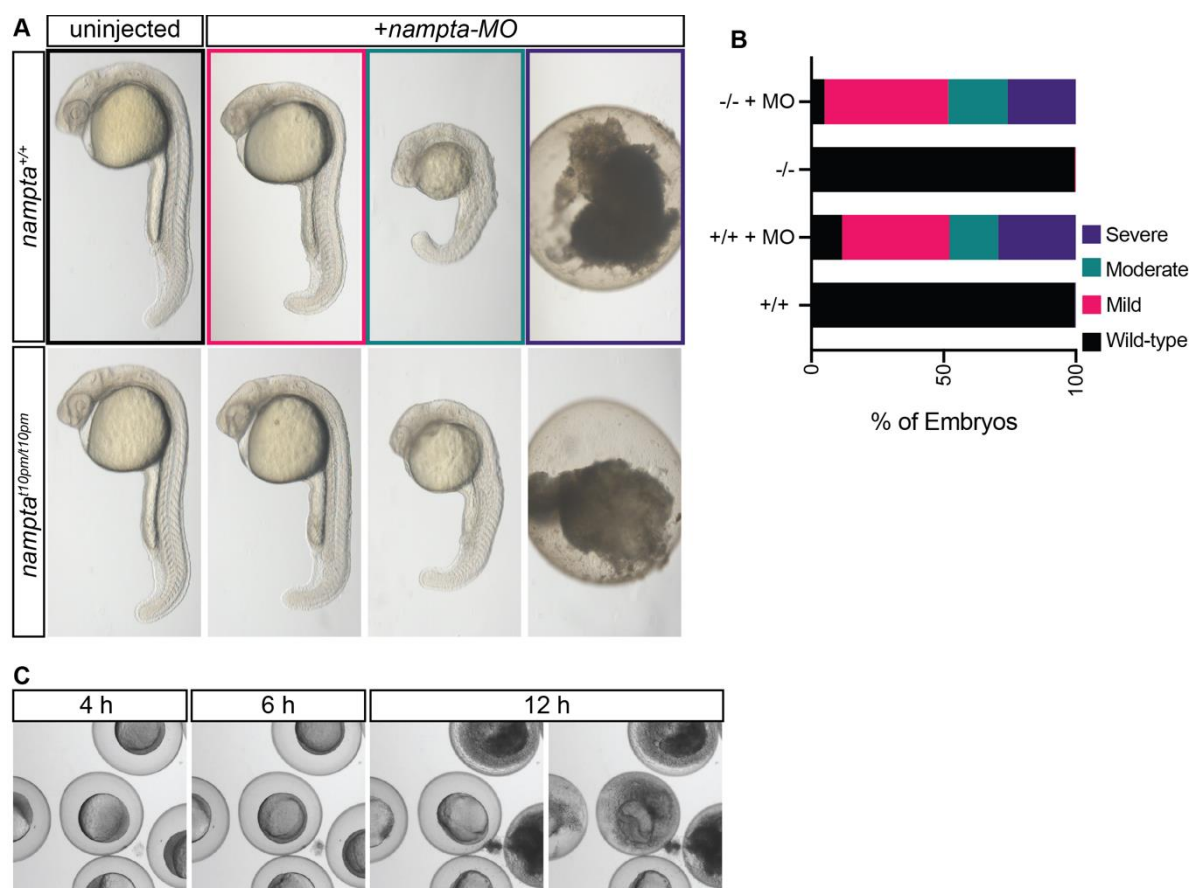 A
uninjected
+nampta-MO
nampta+/+
namptat10pm/t10pm
B
-/- + MO
-/-
+/+ + MO
+/+
Severe
Moderate
Mild
Wild-type
0
50
100
% of Embryos
C
4 h
6 h
12 h